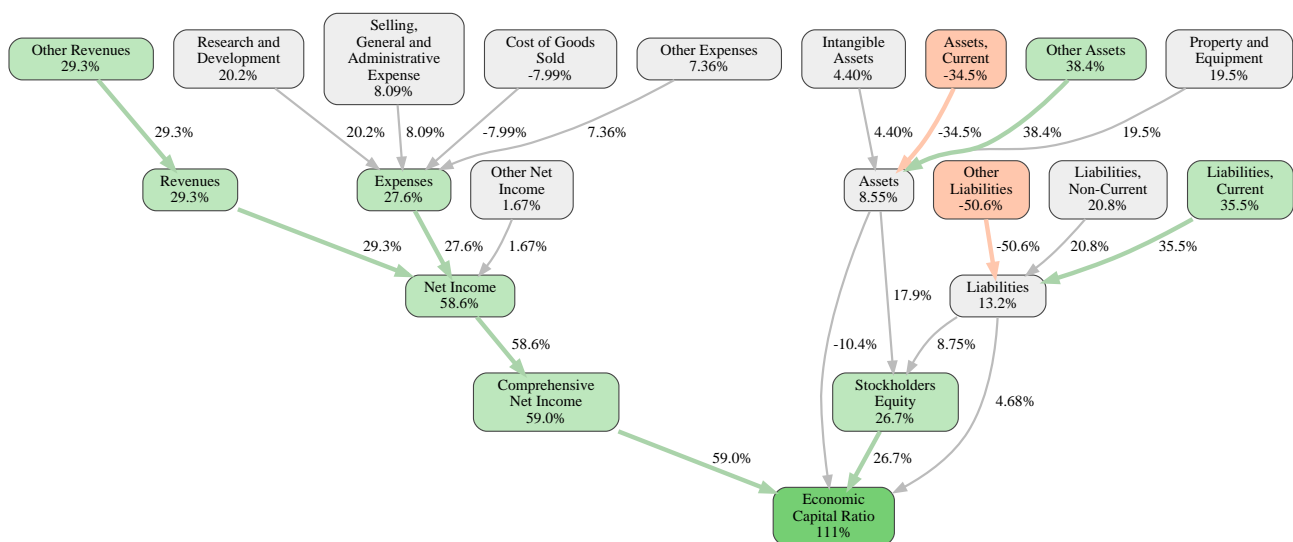 Other Revenues
29.3%
Research and
Development
20.2%
Selling,
General and
Administrative
Expense
8.09%
Cost of Goods
Sold
-7.99%
Other Expenses
7.36%
Intangible
Assets
4.40%
Assets,
Current
-34.5%
Other Assets
38.4%
Property and
Equipment
19.5%
29.3%
20.2%
8.09%
-7.99%
7.36%
4.40%
-34.5%
38.4%
19.5%
Revenues
29.3%
Expenses
27.6%
Other Net
Income
1.67%
Assets
8.55%
Other
Liabilities
-50.6%
Liabilities,
Non-Current
20.8%
Liabilities,
Current
35.5%
29.3%
27.6%
1.67%
-50.6%
20.8%
35.5%
Net Income
58.6%
17.9%
Liabilities
13.2%
58.6%
-10.4%
8.75%
Comprehensive
Net Income
59.0%
Stockholders
Equity
26.7%
4.68%
59.0%
26.7%
Economic
Capital Ratio
111%